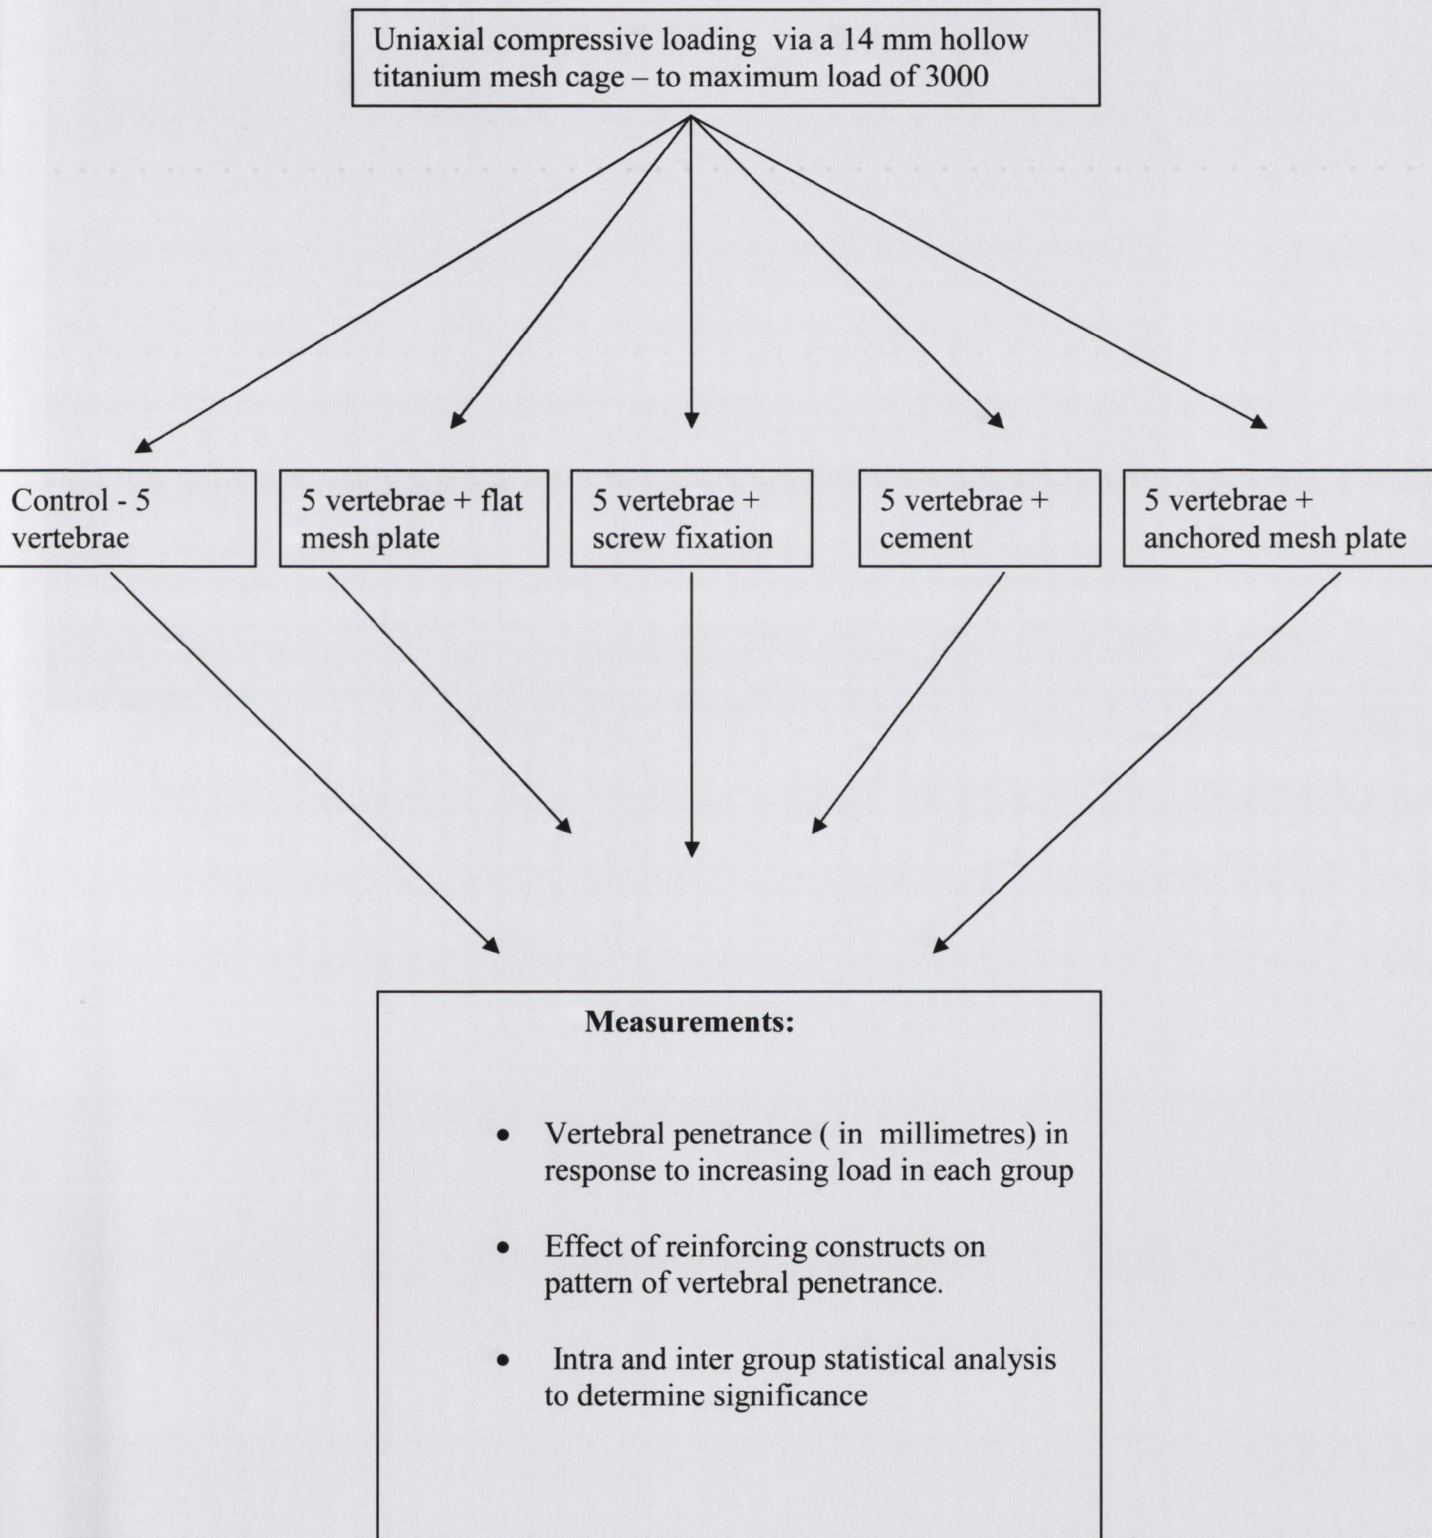 Uniaxial compressive loading via a 14 mm hollow
titanium mesh cage – to maximum load of 3000
Control - 5
vertebrae
5 vertebrae + flat
mesh plate
5 vertebrae +
screw fixation
5 vertebrae +
cement
5 vertebrae +
anchored mesh plate
Measurements:
• Vertebral penetrance ( in millimetres) in
response to increasing load in each group
• Effect of reinforcing constructs on
pattern of vertebral penetrance.
• Intra and inter group statistical analysis
to determine significance